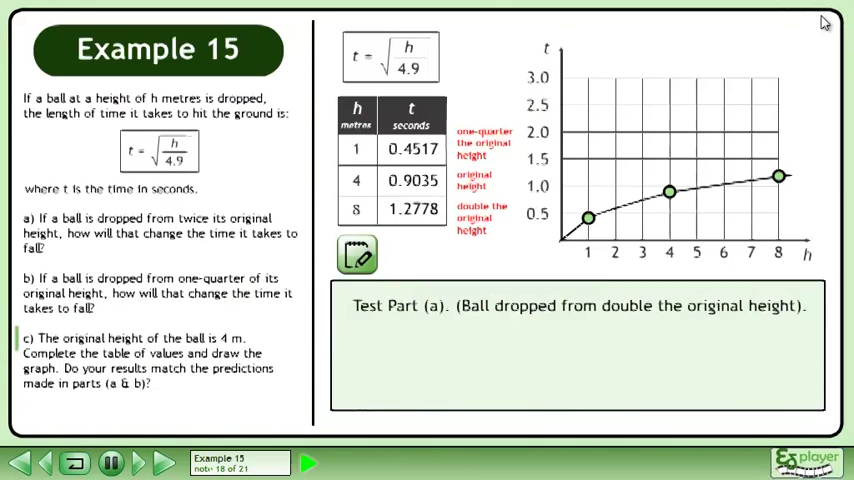 Example 15
If a ball at a height of h metres is dropped,
the length of time it takes to hit the ground is:
t = √(h/4.9)
where t is the time in seconds.
a) If a ball is dropped from twice its original
height, how will that change the time it takes to
fall?
b) If a ball is dropped from one-quarter of its
original height, how will that change the time it
takes to fall?
c) The original height of the ball is 4 m.
Complete the table of values and draw the
graph. Do your results match the predictions
made in parts (a & b)?
t = √(h/4.9)
h t
metres seconds
1 0.4517
4 0.9035
8 1.2778
one-quarter
the original
height
original
height
double the
original
height
t
3.0
2.5
2.0
1.5
1.0
0.5
1 2 3 4 5 6 7 8 h
Test Part (a). (Ball dropped from double the original height).
Example 15
note 18 of 21
player